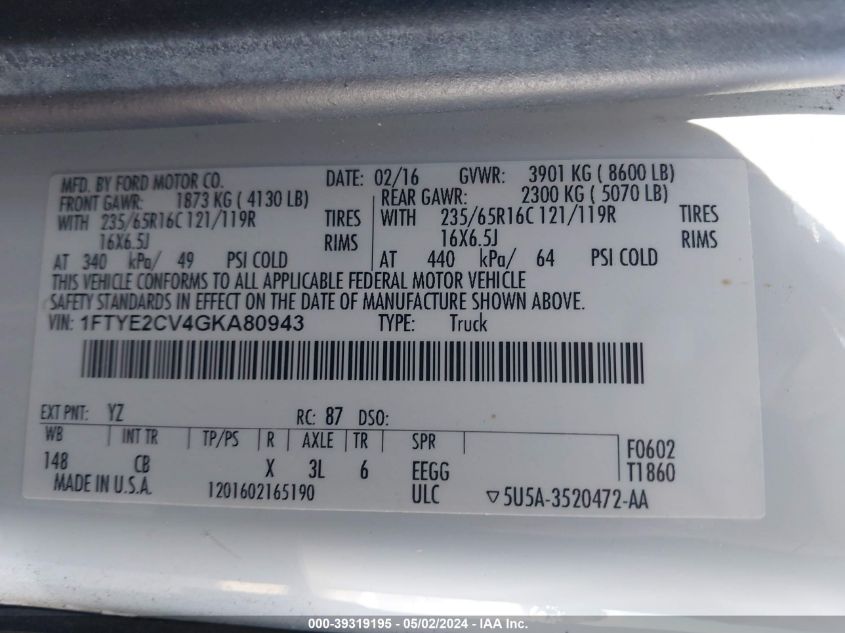 MFD. BY FORD MOTOR CO. DATE: 02/16 GVWR: 3901 KG ( 8600 LB)
FRONT GAWR: 1873 KG ( 4130 LB) REAR GAWR: 2300 KG ( 5070 LB)
WITH 235/65R16C 121/119R TIRES WITH 235/65R16C 121/119R TIRES
16X6.5J RIMS 16X6.5J RIMS
AT 340 kPa/ 49 PSI COLD AT 440 kPa/ 64 PSI COLD
THIS VEHICLE CONFORMS TO ALL APPLICABLE FEDERAL MOTOR VEHICLE
SAFETY STANDARDS IN EFFECT ON THE DATE OF MANUFACTURE SHOWN ABOVE.
VIN: 1FTYE2CV4GKA80943 TYPE: Truck
EXT PNT: YZ RC: 87 DSO:
WB INT TR TP/PS R AXLE TR SPR F0602
148 CB X 3L 6 EEGG T1860
MADE IN U.S.A. 1201602165190 ULC ▽5U5A-3520472-AA
000-39319195 - 05/02/2024 - IAA Inc.